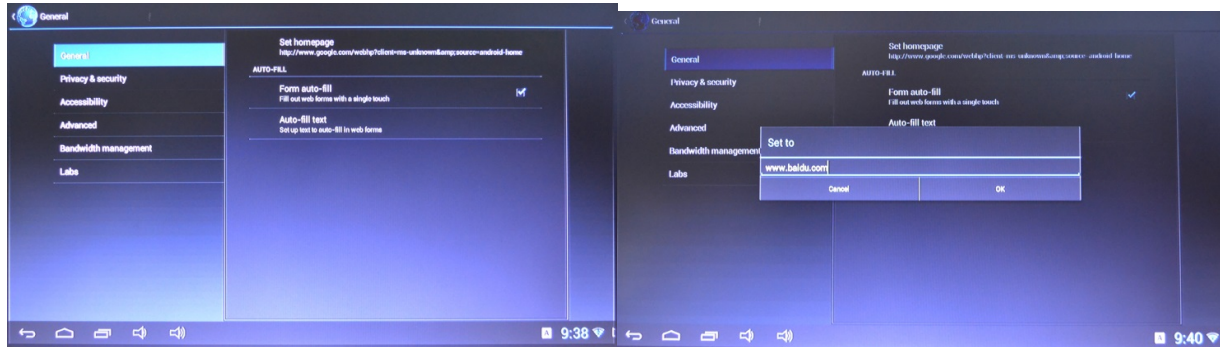 General
General
Privacy & security
Accessibility
Advanced
Bandwidth management
Labs
Set homepage
http://www.google.com/webhp?client=ms-unknown&amp;source=android-home
AUTO-FILL
Form auto-fill
Fill out web forms with a single touch
Auto-fill text
Set up text to auto-fill in web forms
A 9:38
General
General
Privacy & security
Accessibility
Advanced
Bandwidth management
Labs
Set homepage
http://www.google.com/webhp?client=ms-unknown&amp;source=android-home
AUTO-FILL
Form auto-fill
Fill out web forms with a single touch
Auto-fill text
Set to
www.baidu.com
Cancel
OK
A 9:40